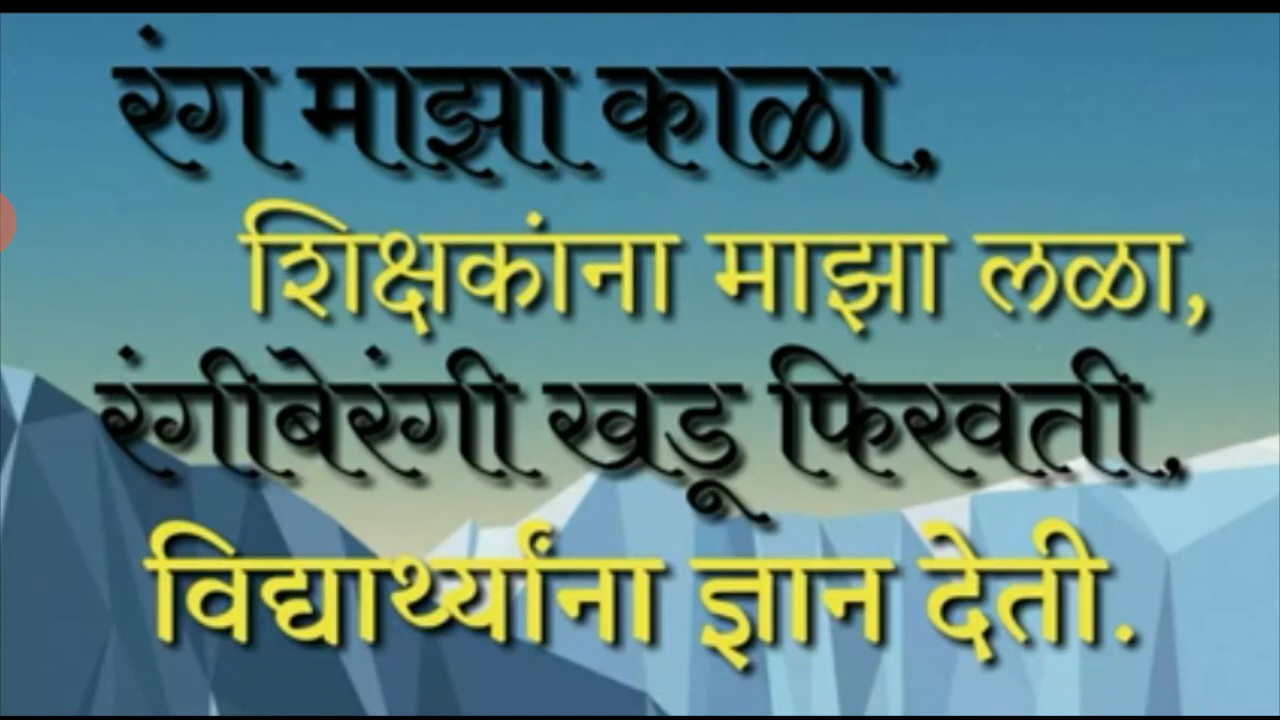 रंग माझा काळा,
शिक्षकांना माझा लळा,
रंगीबेरंगी खडू फिरवती,
विद्यार्थ्यांना ज्ञान देती.